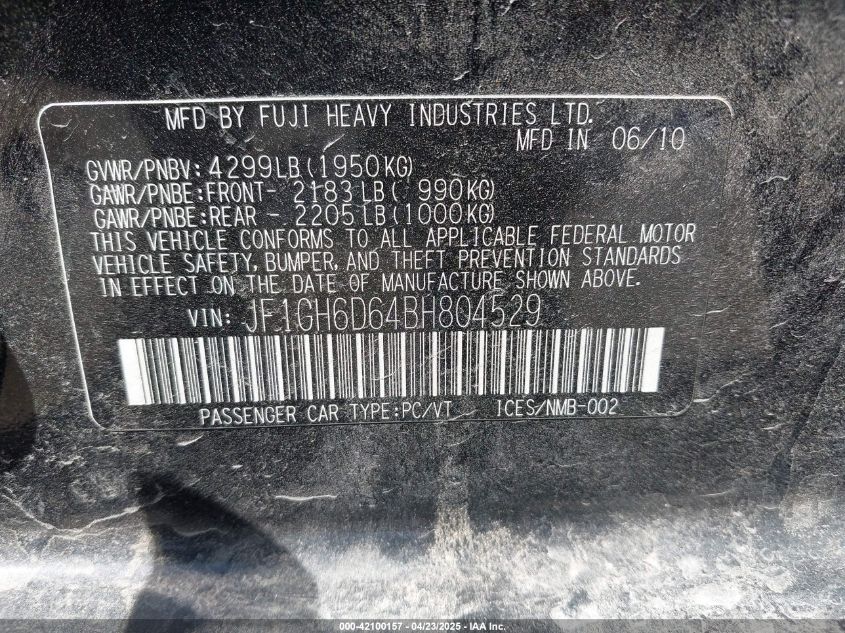 MFD BY FUJI HEAVY INDUSTRIES LTD.
MFD IN 06/10
GVWR/PNBV: 4299LB(1950KG)
GAWR/PNBE:FRONT- 2183LB( 990KG)
GAWR/PNBE:REAR - 2205LB(1000KG)
THIS VEHICLE CONFORMS TO ALL APPLICABLE FEDERAL MOTOR
VEHICLE SAFETY, BUMPER, AND THEFT PREVENTION STANDARDS
IN EFFECT ON THE DATE OF MANUFACTURE SHOWN ABOVE.
VIN: JF1GH6D64BH804529
PASSENGER CAR TYPE:PC/VT ICES/NMB-002
000-42100157 - 04/23/2025 - IAA Inc.